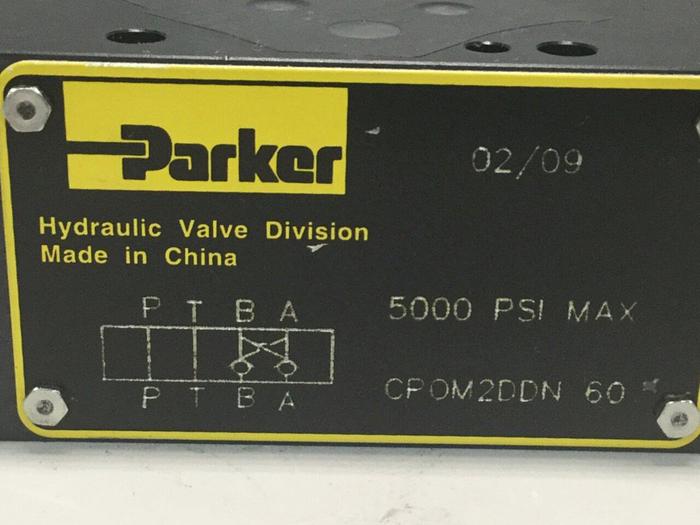 Parker
02/09
Hydraulic Valve Division
Made in China
P T B A
5000 PSI MAX
P T B A
CPOM2DDN 60